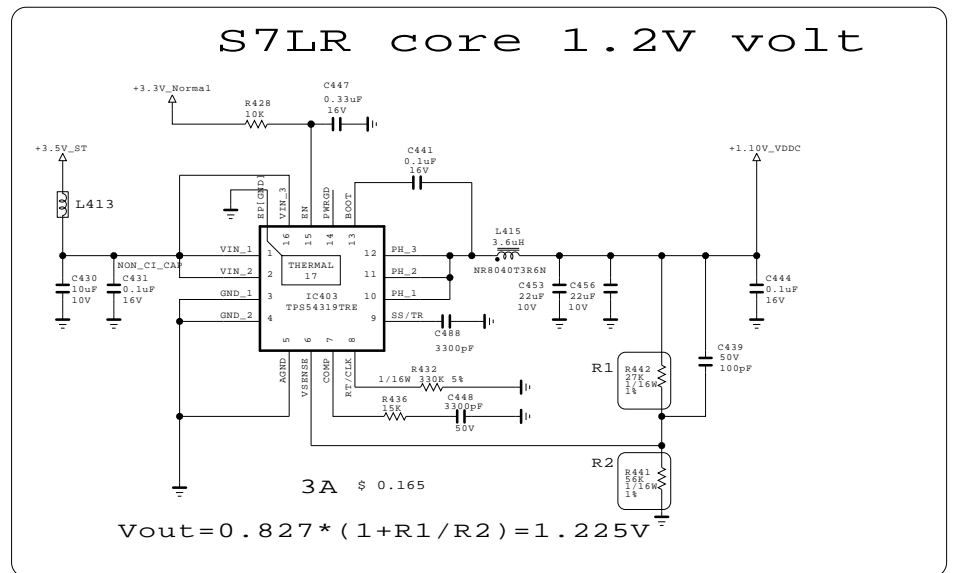 S7LR core 1.2V volt
+3.3V_Normal
R428
10K
C447
0.33uF
16V
+3.5V_ST
L413
C441
0.1uF
16V
+1.10V_VDDC
EP[GND]
VIN_3
EN
PWRGD
BOOT
16
15
14
13
VIN_1
1
NON_CI_CAP
VIN_2
2
GND_1
3
GND_2
4
THERMAL
17
IC403
TPS54319TRE
12
PH_3
11
PH_2
10
PH_1
9
SS/TR
5
6
7
8
AGND
VSENSE
COMP
RT/CLK
C430
10uF
10V
C431
0.1uF
16V
L415
3.6uH
NR8040T3R6N
C453
22uF
10V
C456
22uF
10V
C444
0.1uF
16V
C488
3300pF
C439
50V
100pF
R432
1/16W 330K 5%
R436
15K
C448
3300pF
50V
R1
R442
27K
1/16W
1%
R2
R441
56K
1/16W
1%
3A $ 0.165
Vout=0.827*(1+R1/R2)=1.225V